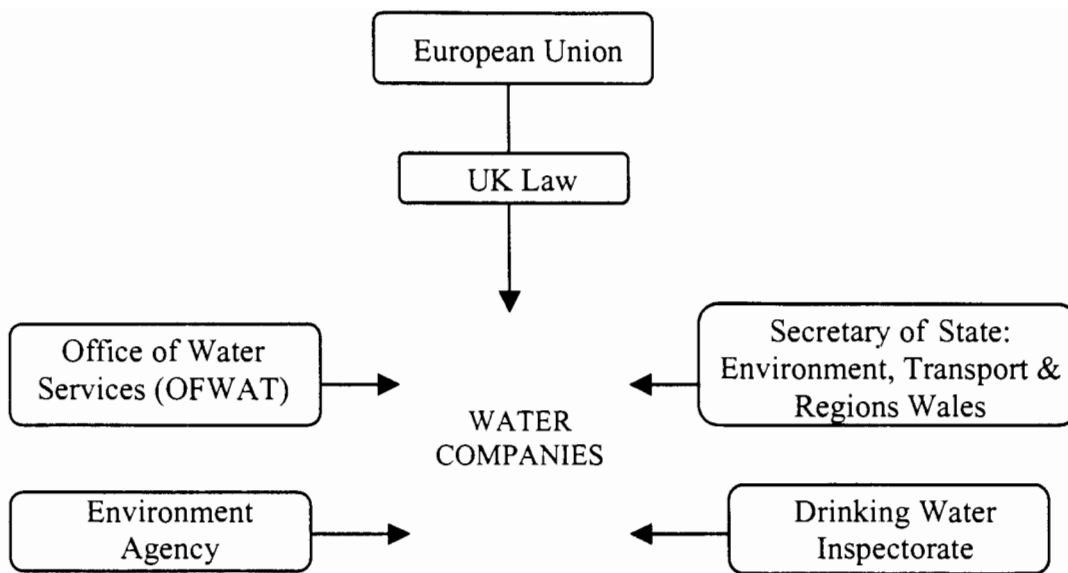 European Union
UK Law
Office of Water
Services (OFWAT)
Secretary of State:
Environment, Transport &
Regions Wales
WATER
COMPANIES
Environment
Agency
Drinking Water
Inspectorate